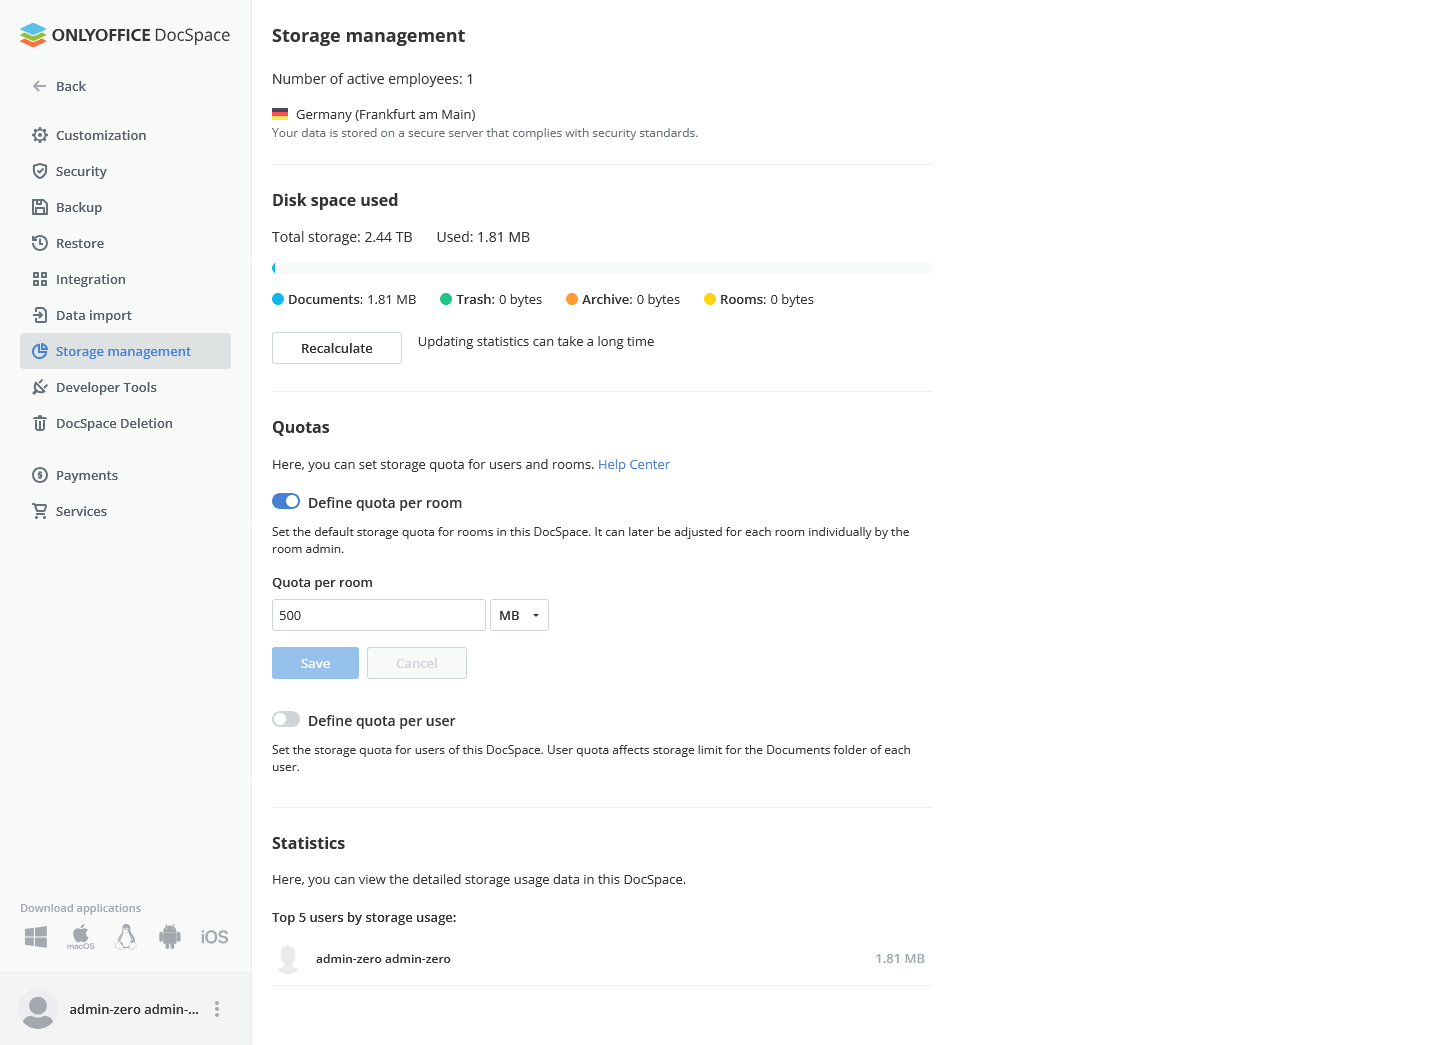 ONLYOFFICE DocSpace
Back
Customization
Security
Backup
Restore
Integration
Data import
Storage management
Developer Tools
DocSpace Deletion
Payments
Services
Download applications
macOS
iOS
admin-zero admin-...
Storage management
Number of active employees: 1
Germany (Frankfurt am Main)
Your data is stored on a secure server that complies with security standards.
Disk space used
Total storage: 2.44 TB Used: 1.81 MB
Documents: 1.81 MB Trash: 0 bytes Archive: 0 bytes Rooms: 0 bytes
Recalculate Updating statistics can take a long time
Quotas
Here, you can set storage quota for users and rooms. Help Center
Define quota per room
Set the default storage quota for rooms in this DocSpace. It can later be adjusted for each room individually by the
room admin.
Quota per room
500 MB
Save Cancel
Define quota per user
Set the storage quota for users of this DocSpace. User quota affects storage limit for the Documents folder of each
user.
Statistics
Here, you can view the detailed storage usage data in this DocSpace.
Top 5 users by storage usage:
admin-zero admin-zero 1.81 MB